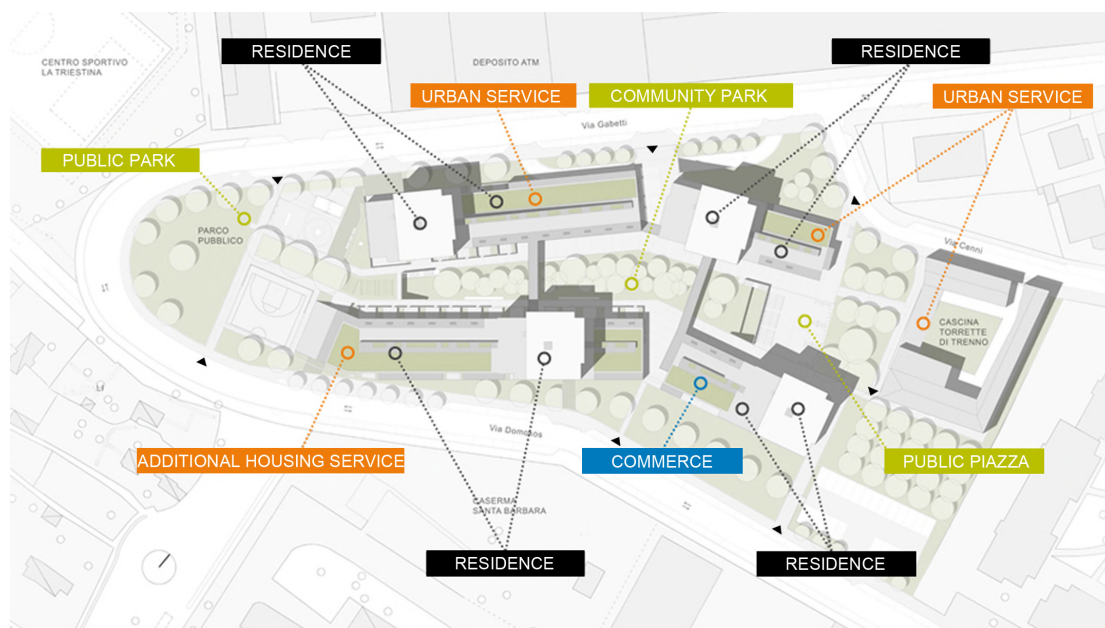 RESIDENCE
RESIDENCE
CENTRO SPORTIVO
LA TRIESTINA
DEPOSITO ATM
URBAN SERVICE
COMMUNITY PARK
URBAN SERVICE
Via Gabetti
PUBLIC PARK
PARCO
PUBBLICO
Via Cenni
CASCINA
TORRETTE
DI TRENNO
Via Domokos
ADDITIONAL HOUSING SERVICE
COMMERCE
PUBLIC PIAZZA
CASERMA
SANTA BARBARA
RESIDENCE
RESIDENCE